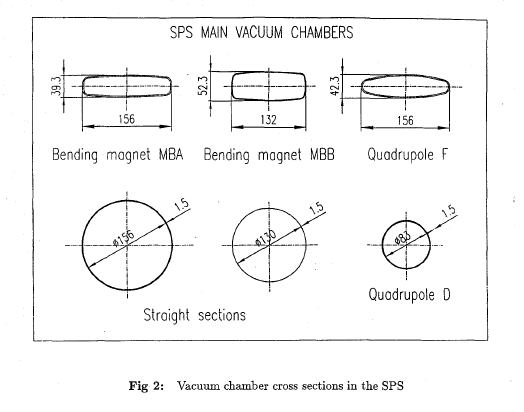 SPS MAIN VACUUM CHAMBERS
39.3
156
52.3
132
42.3
156
Bending magnet MBA
Bending magnet MBB
Quadrupole F
1.5
ø156
1.5
ø130
1.5
ø83
Quadrupole D
Straight sections
Fig 2: Vacuum chamber cross sections in the SPS